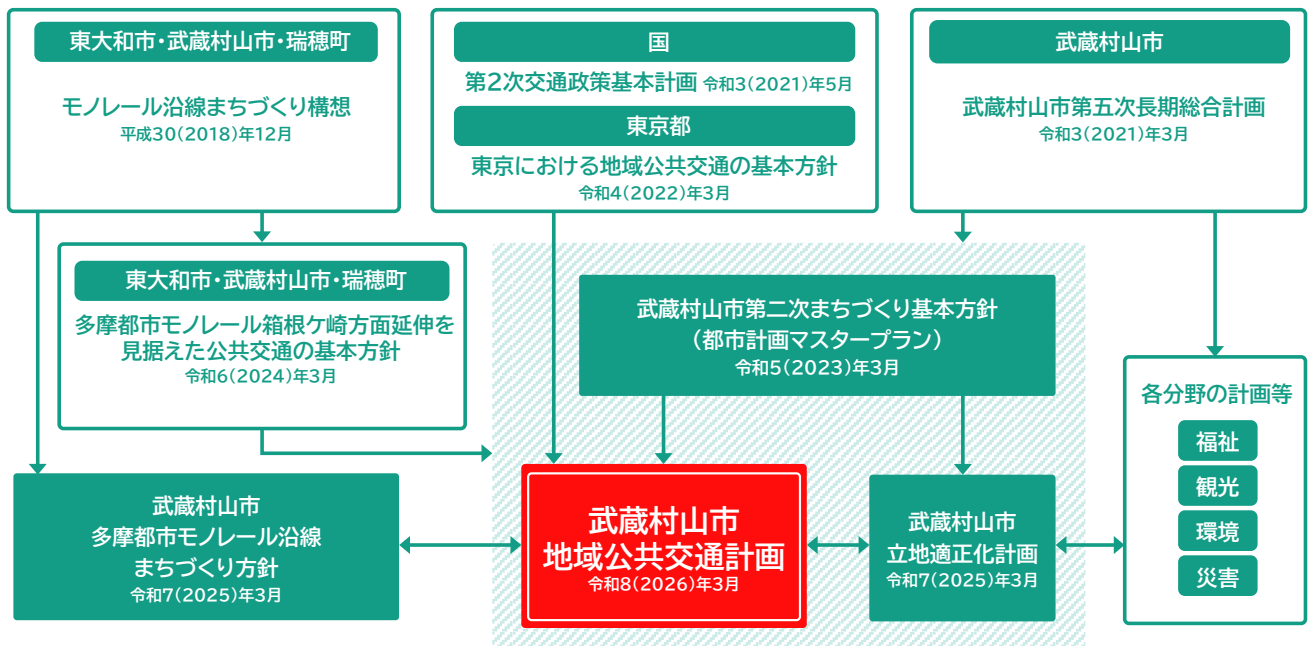 東大和市・武蔵村山市・瑞穂町
モノレール沿線まちづくり構想
平成30(2018)年12月
国
第2次交通政策基本計画 令和3(2021)年5月
東京都
東京における地域公共交通の基本方針
令和4(2022)年3月
武蔵村山市
武蔵村山市第五次長期総合計画
令和3(2021)年3月
東大和市・武蔵村山市・瑞穂町
多摩都市モノレール箱根ケ崎方面延伸を
見据えた公共交通の基本方針
令和6(2024)年3月
武蔵村山市第二次まちづくり基本方針
(都市計画マスタープラン)
令和5(2023)年3月
各分野の計画等
福祉
観光
環境
災害
武蔵村山市
多摩都市モノレール沿線
まちづくり方針
令和7(2025)年3月
武蔵村山市
地域公共交通計画
令和8(2026)年3月
武蔵村山市
立地適正化計画
令和7(2025)年3月